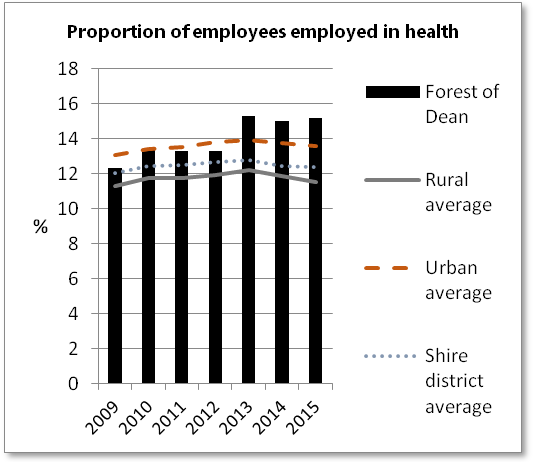 Proportion of employees employed in health
18
16
14
12
10
8
6
4
2
0
%
2009
2010
2011
2012
2013
2014
2015
Forest of
Dean
Rural
average
Urban
average
Shire
district
average